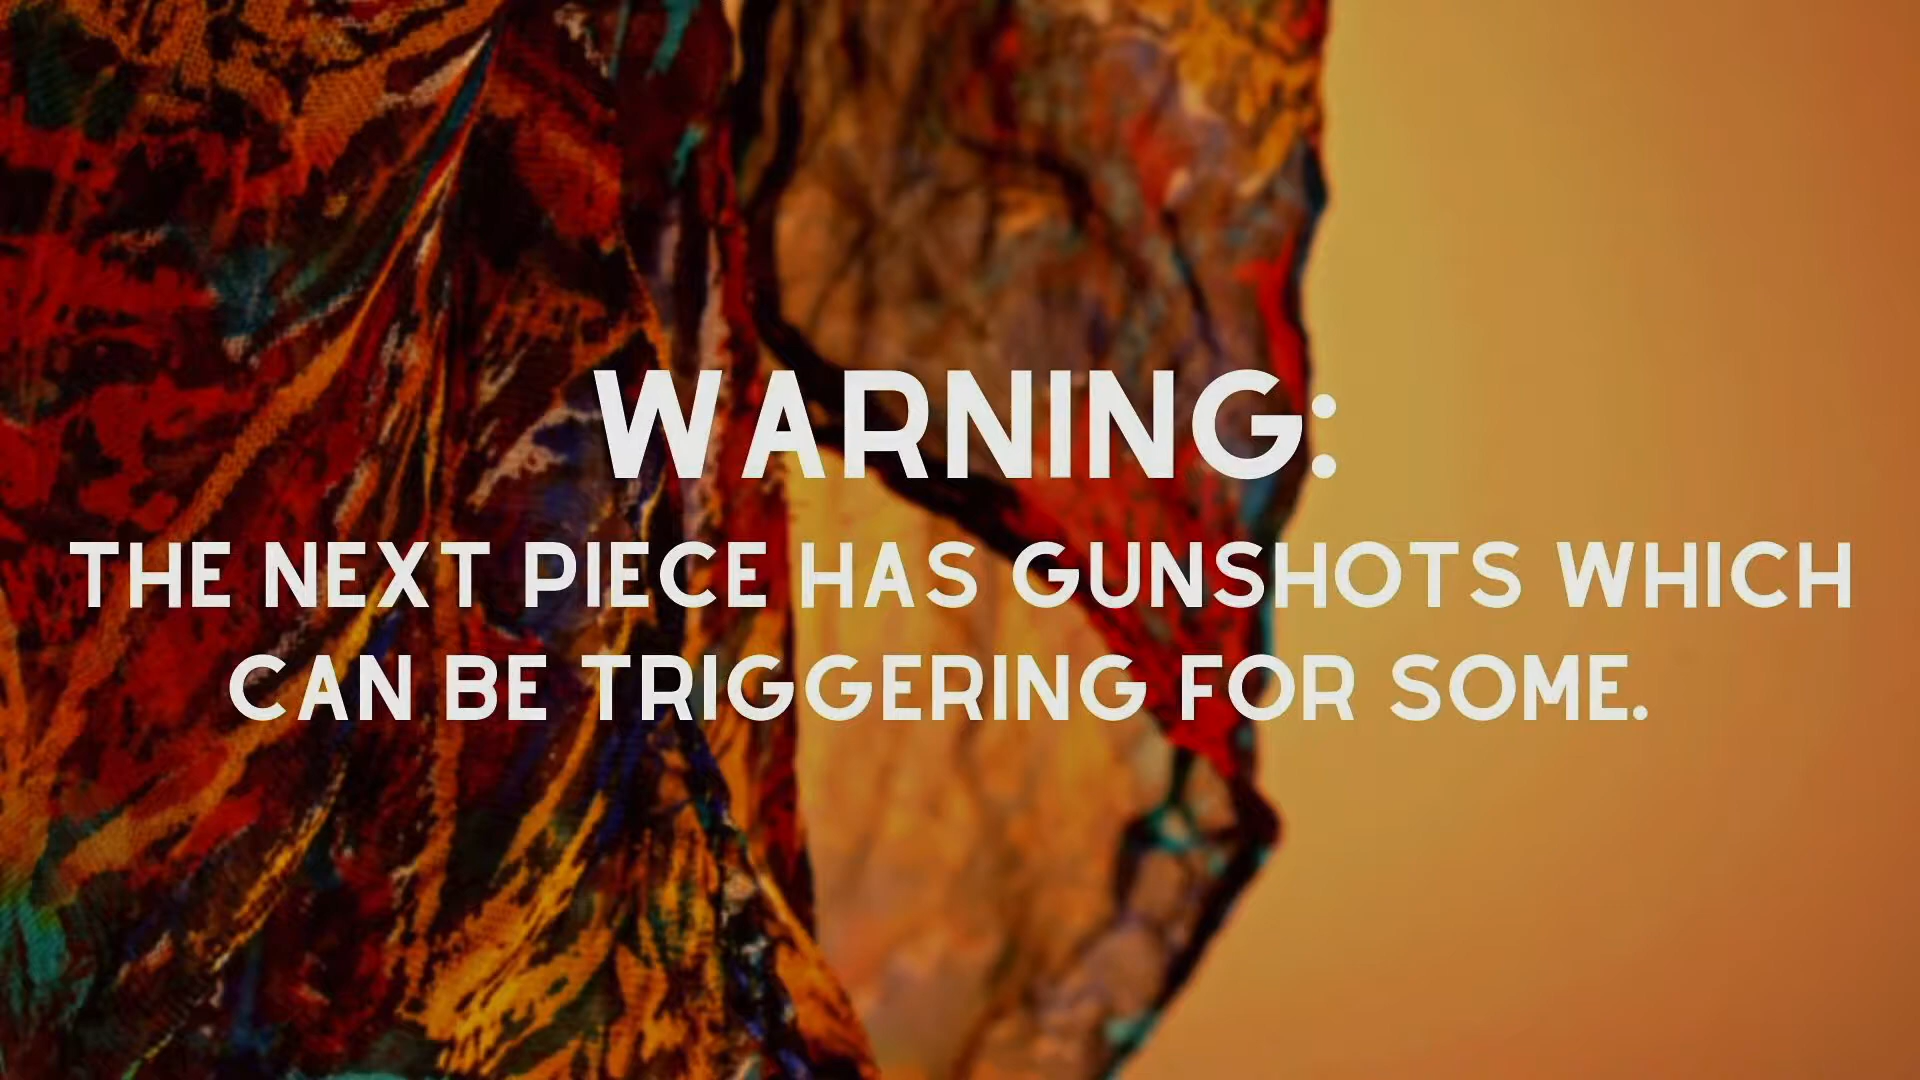 WARNING:
THE NEXT PIECE HAS GUNSHOTS WHICH
CAN BE TRIGGERING FOR SOME.